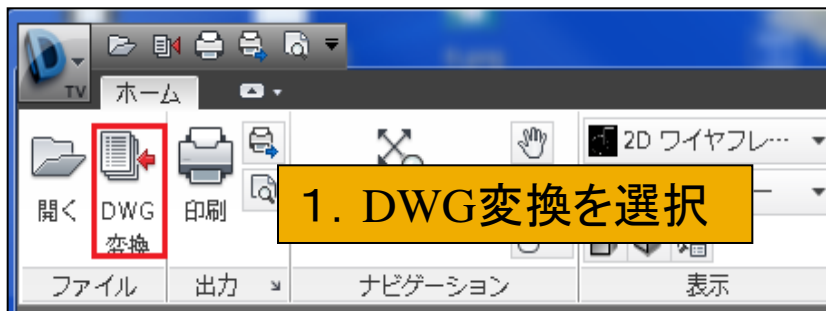 TV
ホーム
2D ワイヤフレ…
開く
DWG
変換
印刷
1. DWG変換を選択
ファイル
出力
ナビゲーション
表示